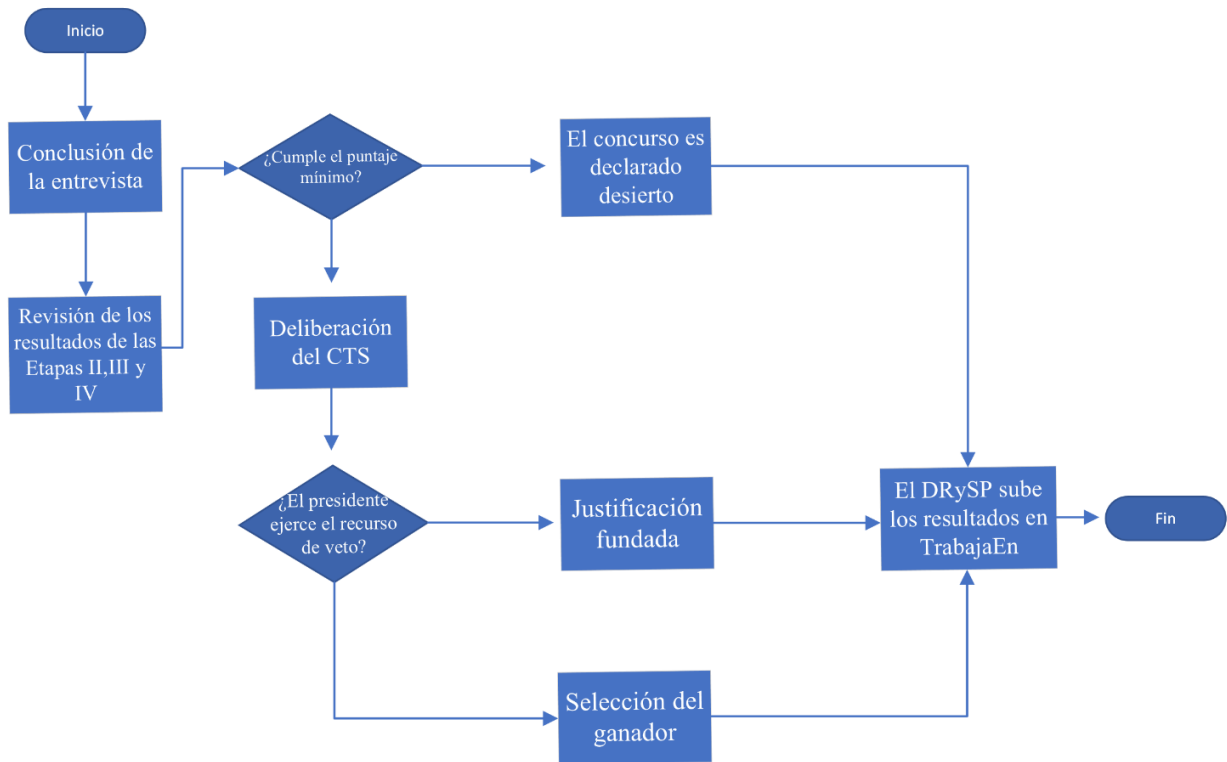 Inicio
Conclusión de
la entrevista
Revisión de los
resultados de las
Etapas II,III y
IV
¿Cumple el puntaje
mínimo?
El concurso es
declarado
desierto
Deliberación
del CTS
¿El presidente
ejerce el recurso
de veto?
Justificación
fundada
Selección del
ganador
El DRySP sube
los resultados en
TrabajaEn
Fin